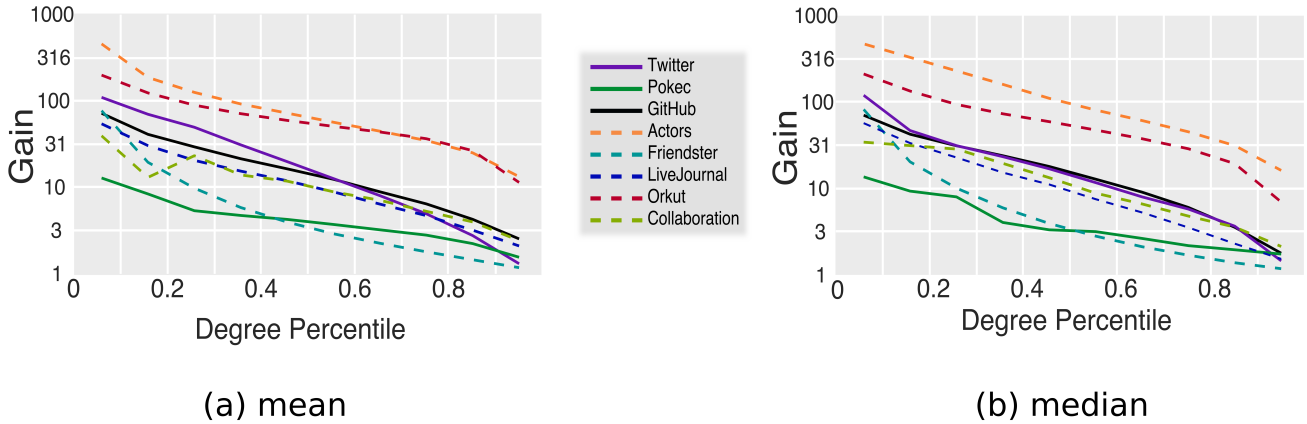 1000
316
100
31
10
3
1
Gain
0 0.2 0.4 0.6 0.8
Degree Percentile
(a) mean
Twitter
Pokec
GitHub
Actors
Friendster
LiveJournal
Orkut
Collaboration
1000
316
100
31
10
3
1
Gain
0 0.2 0.4 0.6 0.8
Degree Percentile
(b) median